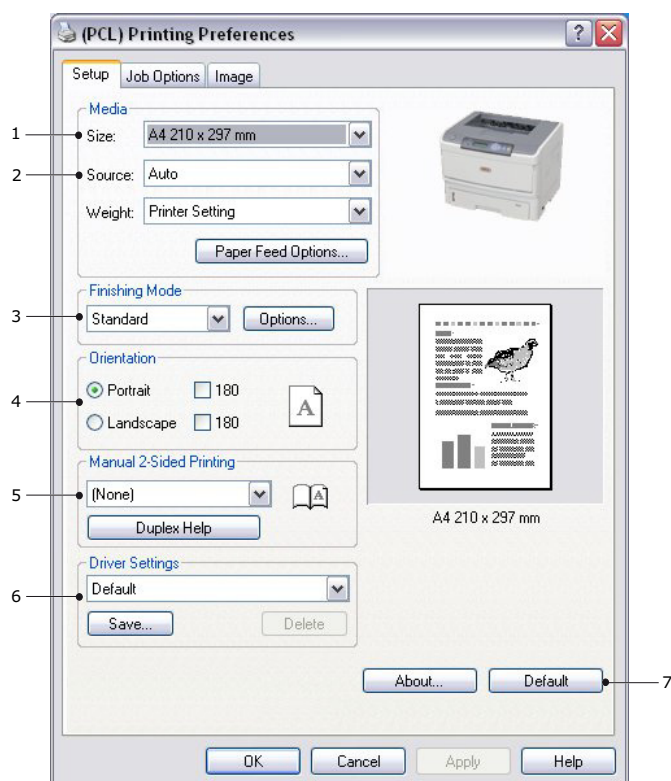 (PCL) Printing Preferences
Setup Job Options Image
Media
1 Size: A4 210 x 297 mm
2 Source: Auto
Weight: Printer Setting
Paper Feed Options...
Finishing Mode
3 Standard Options...
Orientation
Portrait 180
4 A
Landscape 180
Manual 2-Sided Printing
5 (None) A
Duplex Help
A4 210 x 297 mm
Driver Settings
6 Default
Save... Delete
About... Default 7
OK Cancel Apply Help